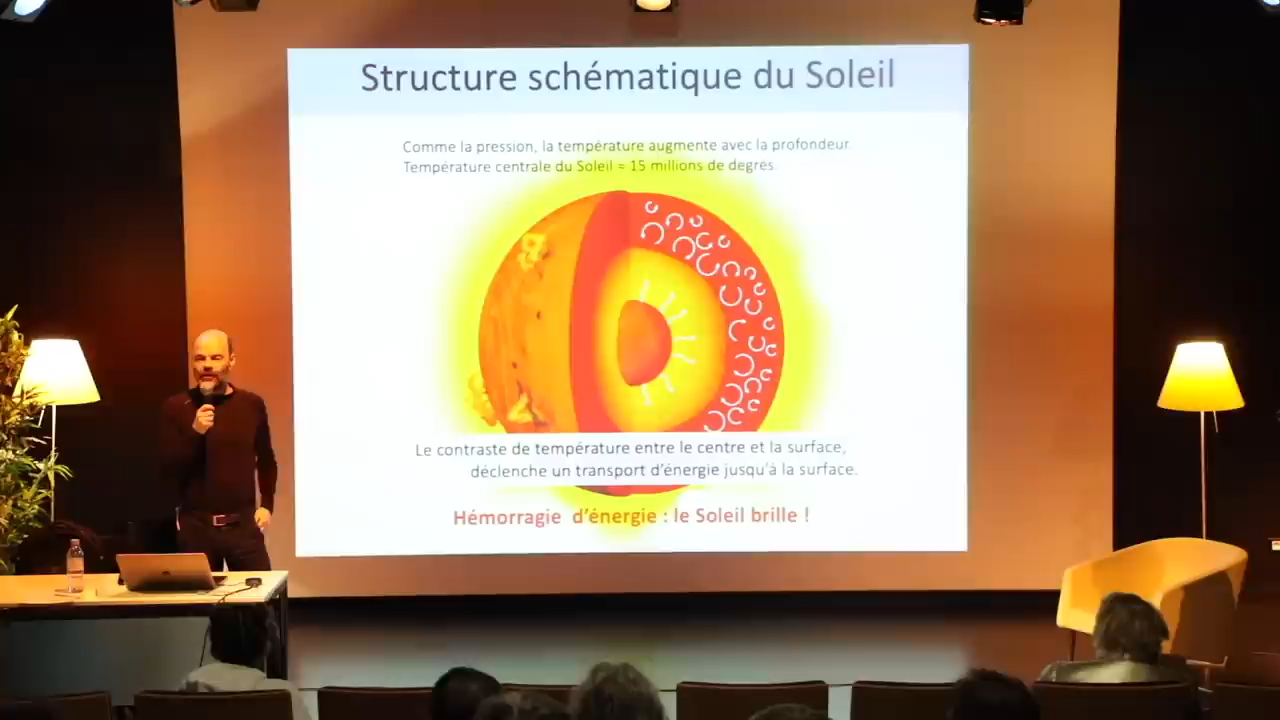 Structure schématique du Soleil
Comme la pression, la température augmente avec la profondeur.
Température centrale du Soleil = 15 millions de degrés.
Le contraste de température entre le centre et la surface,
déclenche un transport d'énergie jusqu'à la surface.
Hémorragie d'énergie : le Soleil brille !